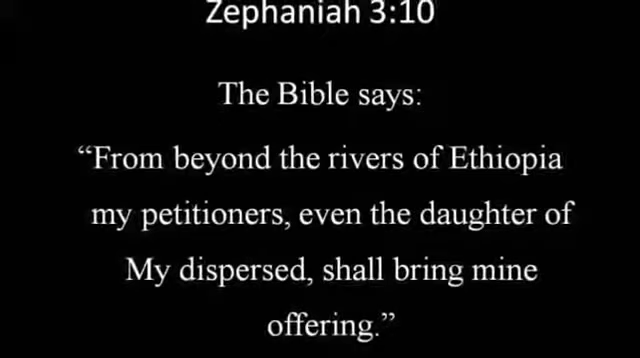 Zephaniah 3:10
The Bible says:
“From beyond the rivers of Ethiopia
my petitioners, even the daughter of
My dispersed, shall bring mine
offering.”